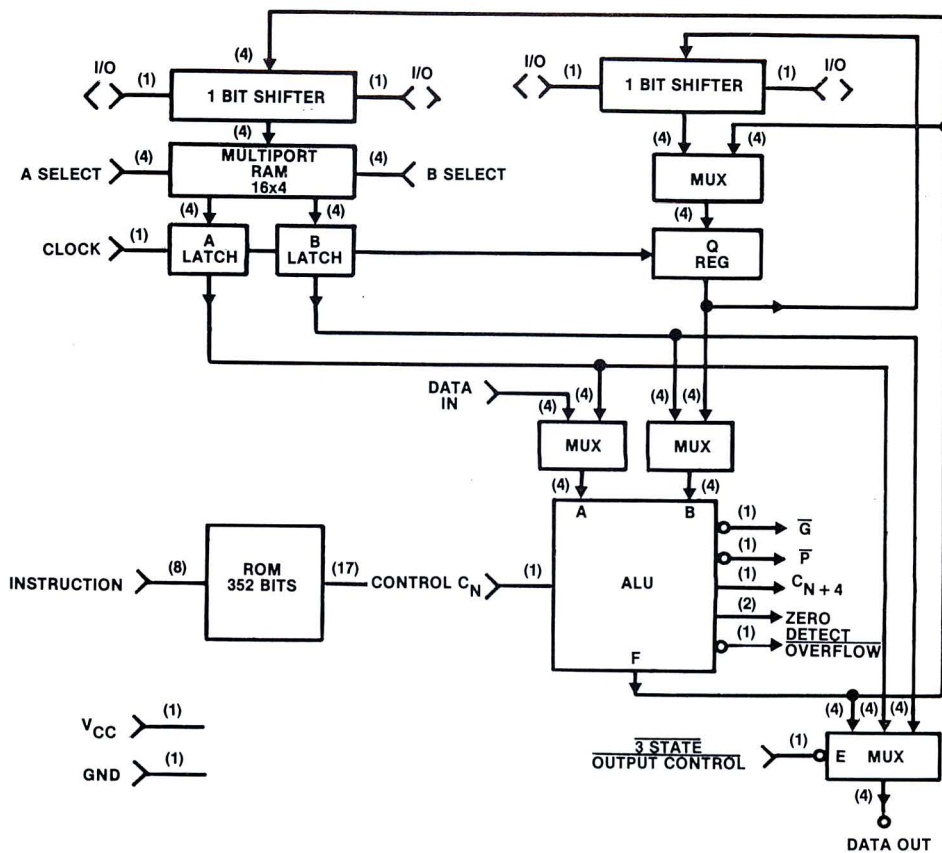 (4)
I/O (1) (1) I/O
1 BIT SHIFTER
I/O (1) (1) I/O
1 BIT SHIFTER
(4)
(4) (4)
A SELECT (4)
MULTIPORT
RAM
16x4
(4) B SELECT
MUX
(4) (4)
(4)
CLOCK (1)
A
LATCH
B
LATCH
Q
REG
DATA
IN
(4) (4)
(4) (4)
MUX
MUX
(4) (4)
A B
ALU
F
(1) G
(1) P
(1) CN + 4
(2) ZERO
(1) DETECT
OVERFLOW
INSTRUCTION (8)
ROM
352 BITS
(17) CONTROL CN (1)
VCC (1)
GND (1)
(4) (4) (4)
3 STATE
OUTPUT CONTROL
(1) E MUX
(4)
DATA OUT